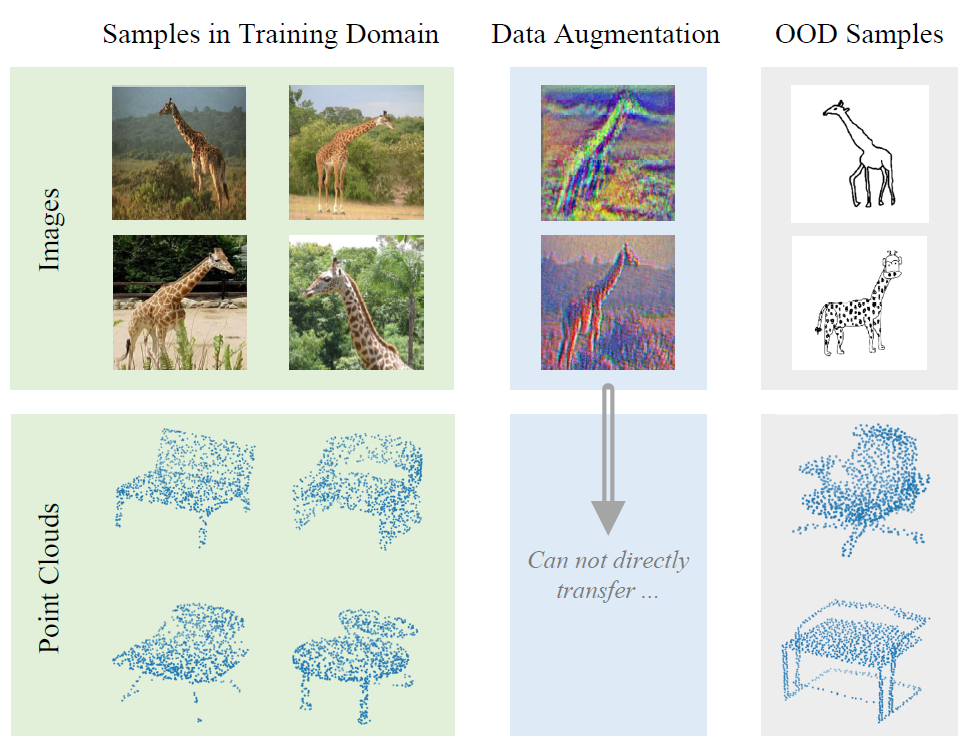 Samples in Training Domain
Data Augmentation
OOD Samples
Images
Point Clouds
Can not directly
transfer ...